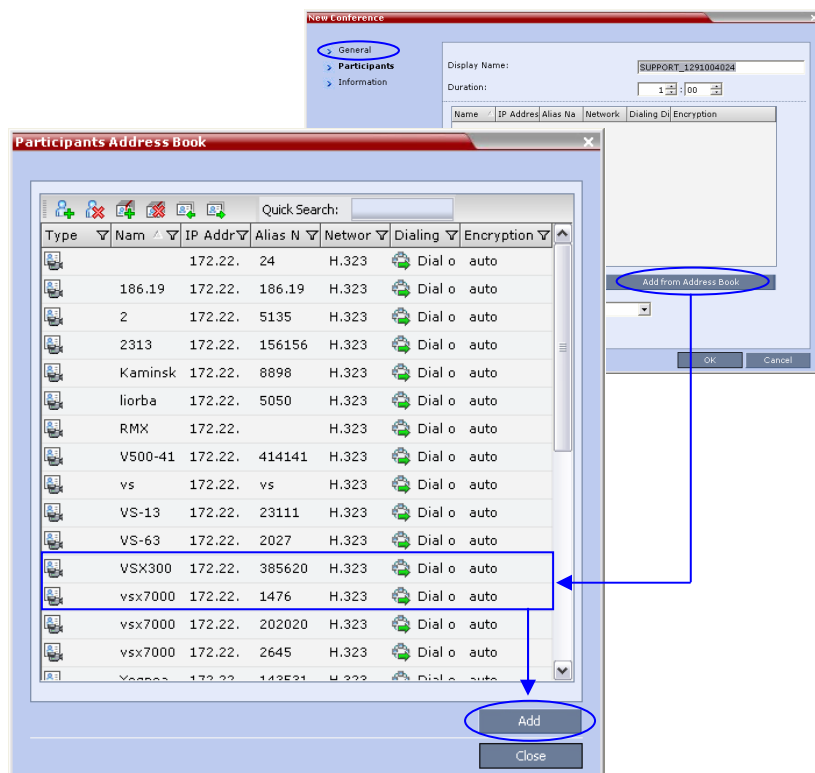 New Conference
General
Participants
Information
Display Name:
SUPPORT_1291004024
Duration:
1 : 00
Name IP Addres Alias Na Network Dialing Di Encryption
Add from Address Book
OK Cancel
Participants Address Book
Quick Search:
Type Nam IP Addr Alias N Networ Dialing Encryption
172.22. 24 H.323 Dial o auto
186.19 172.22. 186.19 H.323 Dial o auto
2 172.22. 5135 H.323 Dial o auto
2313 172.22. 156156 H.323 Dial o auto
Kaminsk 172.22. 8898 H.323 Dial o auto
liorba 172.22. 5050 H.323 Dial o auto
RMX 172.22. H.323 Dial o auto
V500-41 172.22. 414141 H.323 Dial o auto
vs 172.22. vs H.323 Dial o auto
VS-13 172.22. 23111 H.323 Dial o auto
VS-63 172.22. 2027 H.323 Dial o auto
VSX300 172.22. 385620 H.323 Dial o auto
vsx7000 172.22. 1476 H.323 Dial o auto
vsx7000 172.22. 202020 H.323 Dial o auto
vsx7000 172.22. 2645 H.323 Dial o auto
172.22. 143531 H.323 Dial o auto
Add
Close